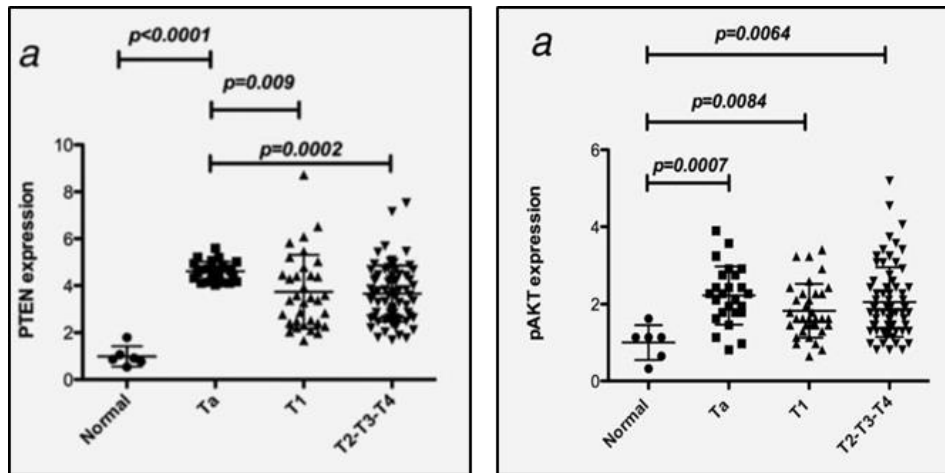 a
p<0.0001
p=0.009
p=0.0002
PTEN expression
10
8
6
4
2
0
Normal
Ta
T1
T2-T3-T4
a
p=0.0064
p=0.0084
p=0.0007
pAKT expression
6
4
2
0
Normal
Ta
T1
T2-T3-T4